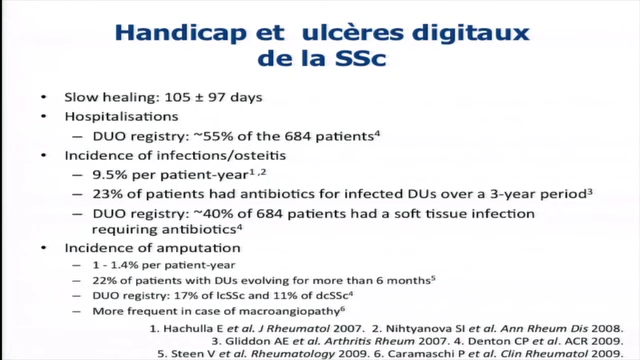 Handicap et ulcères digitaux
de la SSc
• Slow healing: 105 ± 97 days
• Hospitalisations
– DUO registry: ~55% of the 684 patients⁴
• Incidence of infections/osteitis
– 9.5% per patient-year¹,²
– 23% of patients had antibiotics for infected DUs over a 3-year period³
– DUO registry: ~40% of 684 patients had a soft tissue infection
requiring antibiotics⁴
• Incidence of amputation
– 1 - 1.4% per patient-year
– 22% of patients with DUs evolving for more than 6 months⁵
– DUO registry: 17% of lcSSc and 11% of dcSSc⁴
– More frequent in case of macroangiopathy⁶
1. Hachulla E et al. J Rheumatol 2007. 2. Nihtyanova SI et al. Ann Rheum Dis 2008.
3. Gliddon AE et al. Arthritis Rheum 2007. 4. Denton CP et al. ACR 2009.
5. Steen V et al. Rheumatology 2009. 6. Caramaschi P et al. Clin Rheumatol 2009.